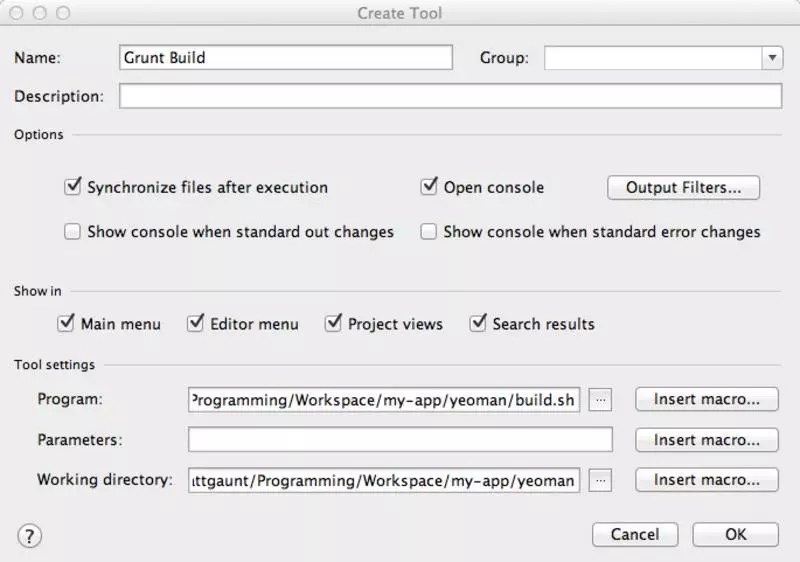 Create Tool
Name: Grunt Build Group:
Description:
Options
Synchronize files after execution Open console Output Filters...
Show console when standard out changes Show console when standard error changes
Show in
Main menu Editor menu Project views Search results
Tool settings
Program: Programming/Workspace/my-app/yeoman/build.sh ... Insert macro...
Parameters: Insert macro...
Working directory: attgaunt/Programming/Workspace/my-app/yeoman ... Insert macro...
? Cancel OK